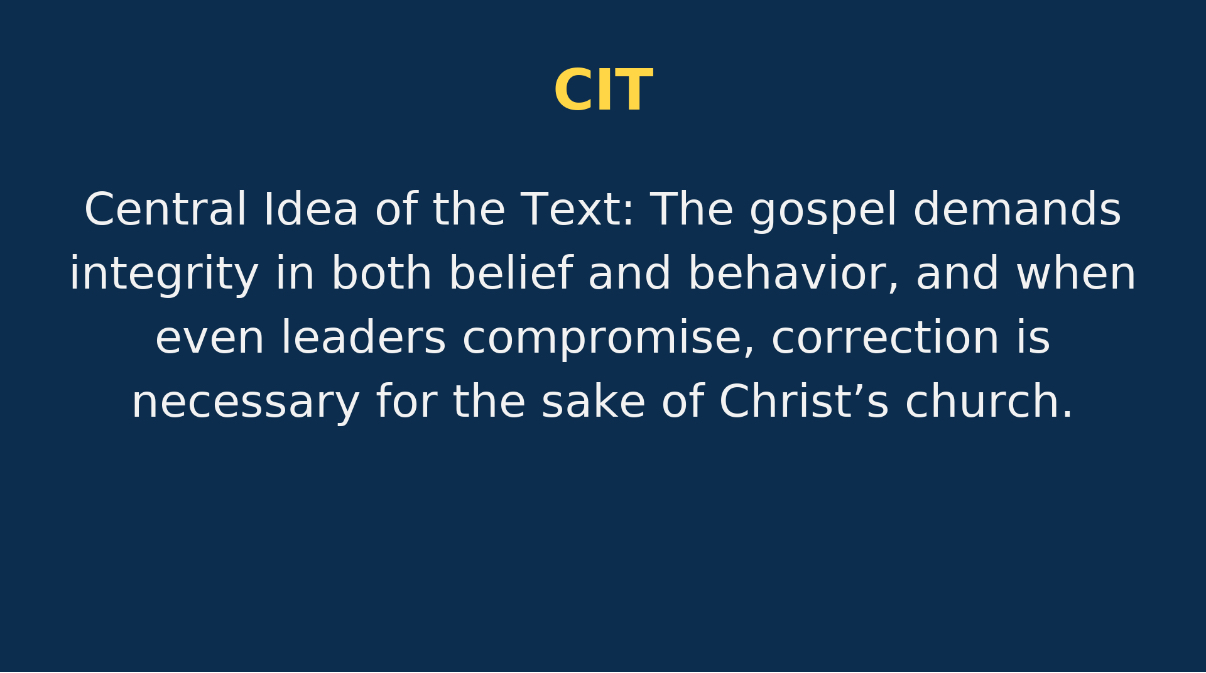 CIT
Central Idea of the Text: The gospel demands
integrity in both belief and behavior, and when
even leaders compromise, correction is
necessary for the sake of Christ’s church.